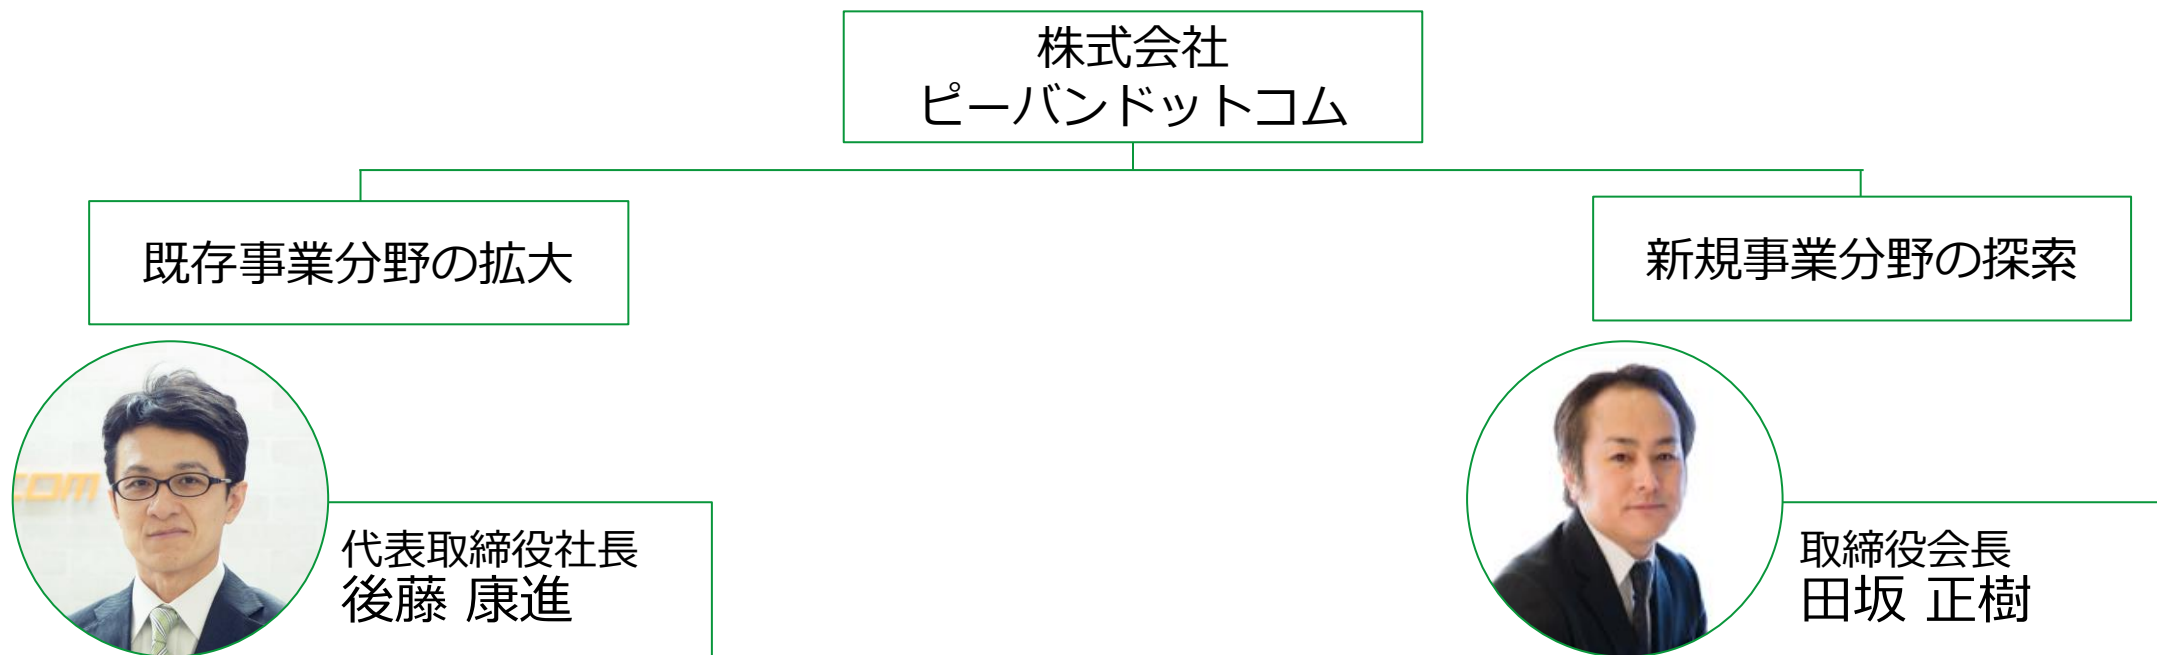 株式会社
ピーバンドットコム
既存事業分野の拡大
新規事業分野の探索
com
代表取締役社長
後藤 康進
取締役会長
田坂 正樹